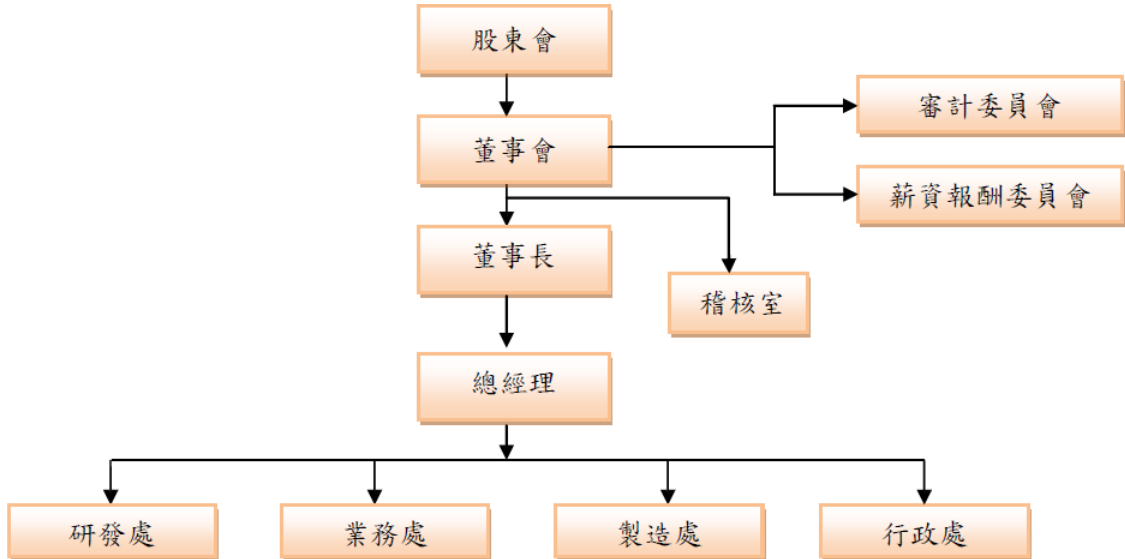 股東會
審計委員會
董事會
薪資報酬委員會
董事長
稽核室
總經理
研發處
業務處
製造處
行政處